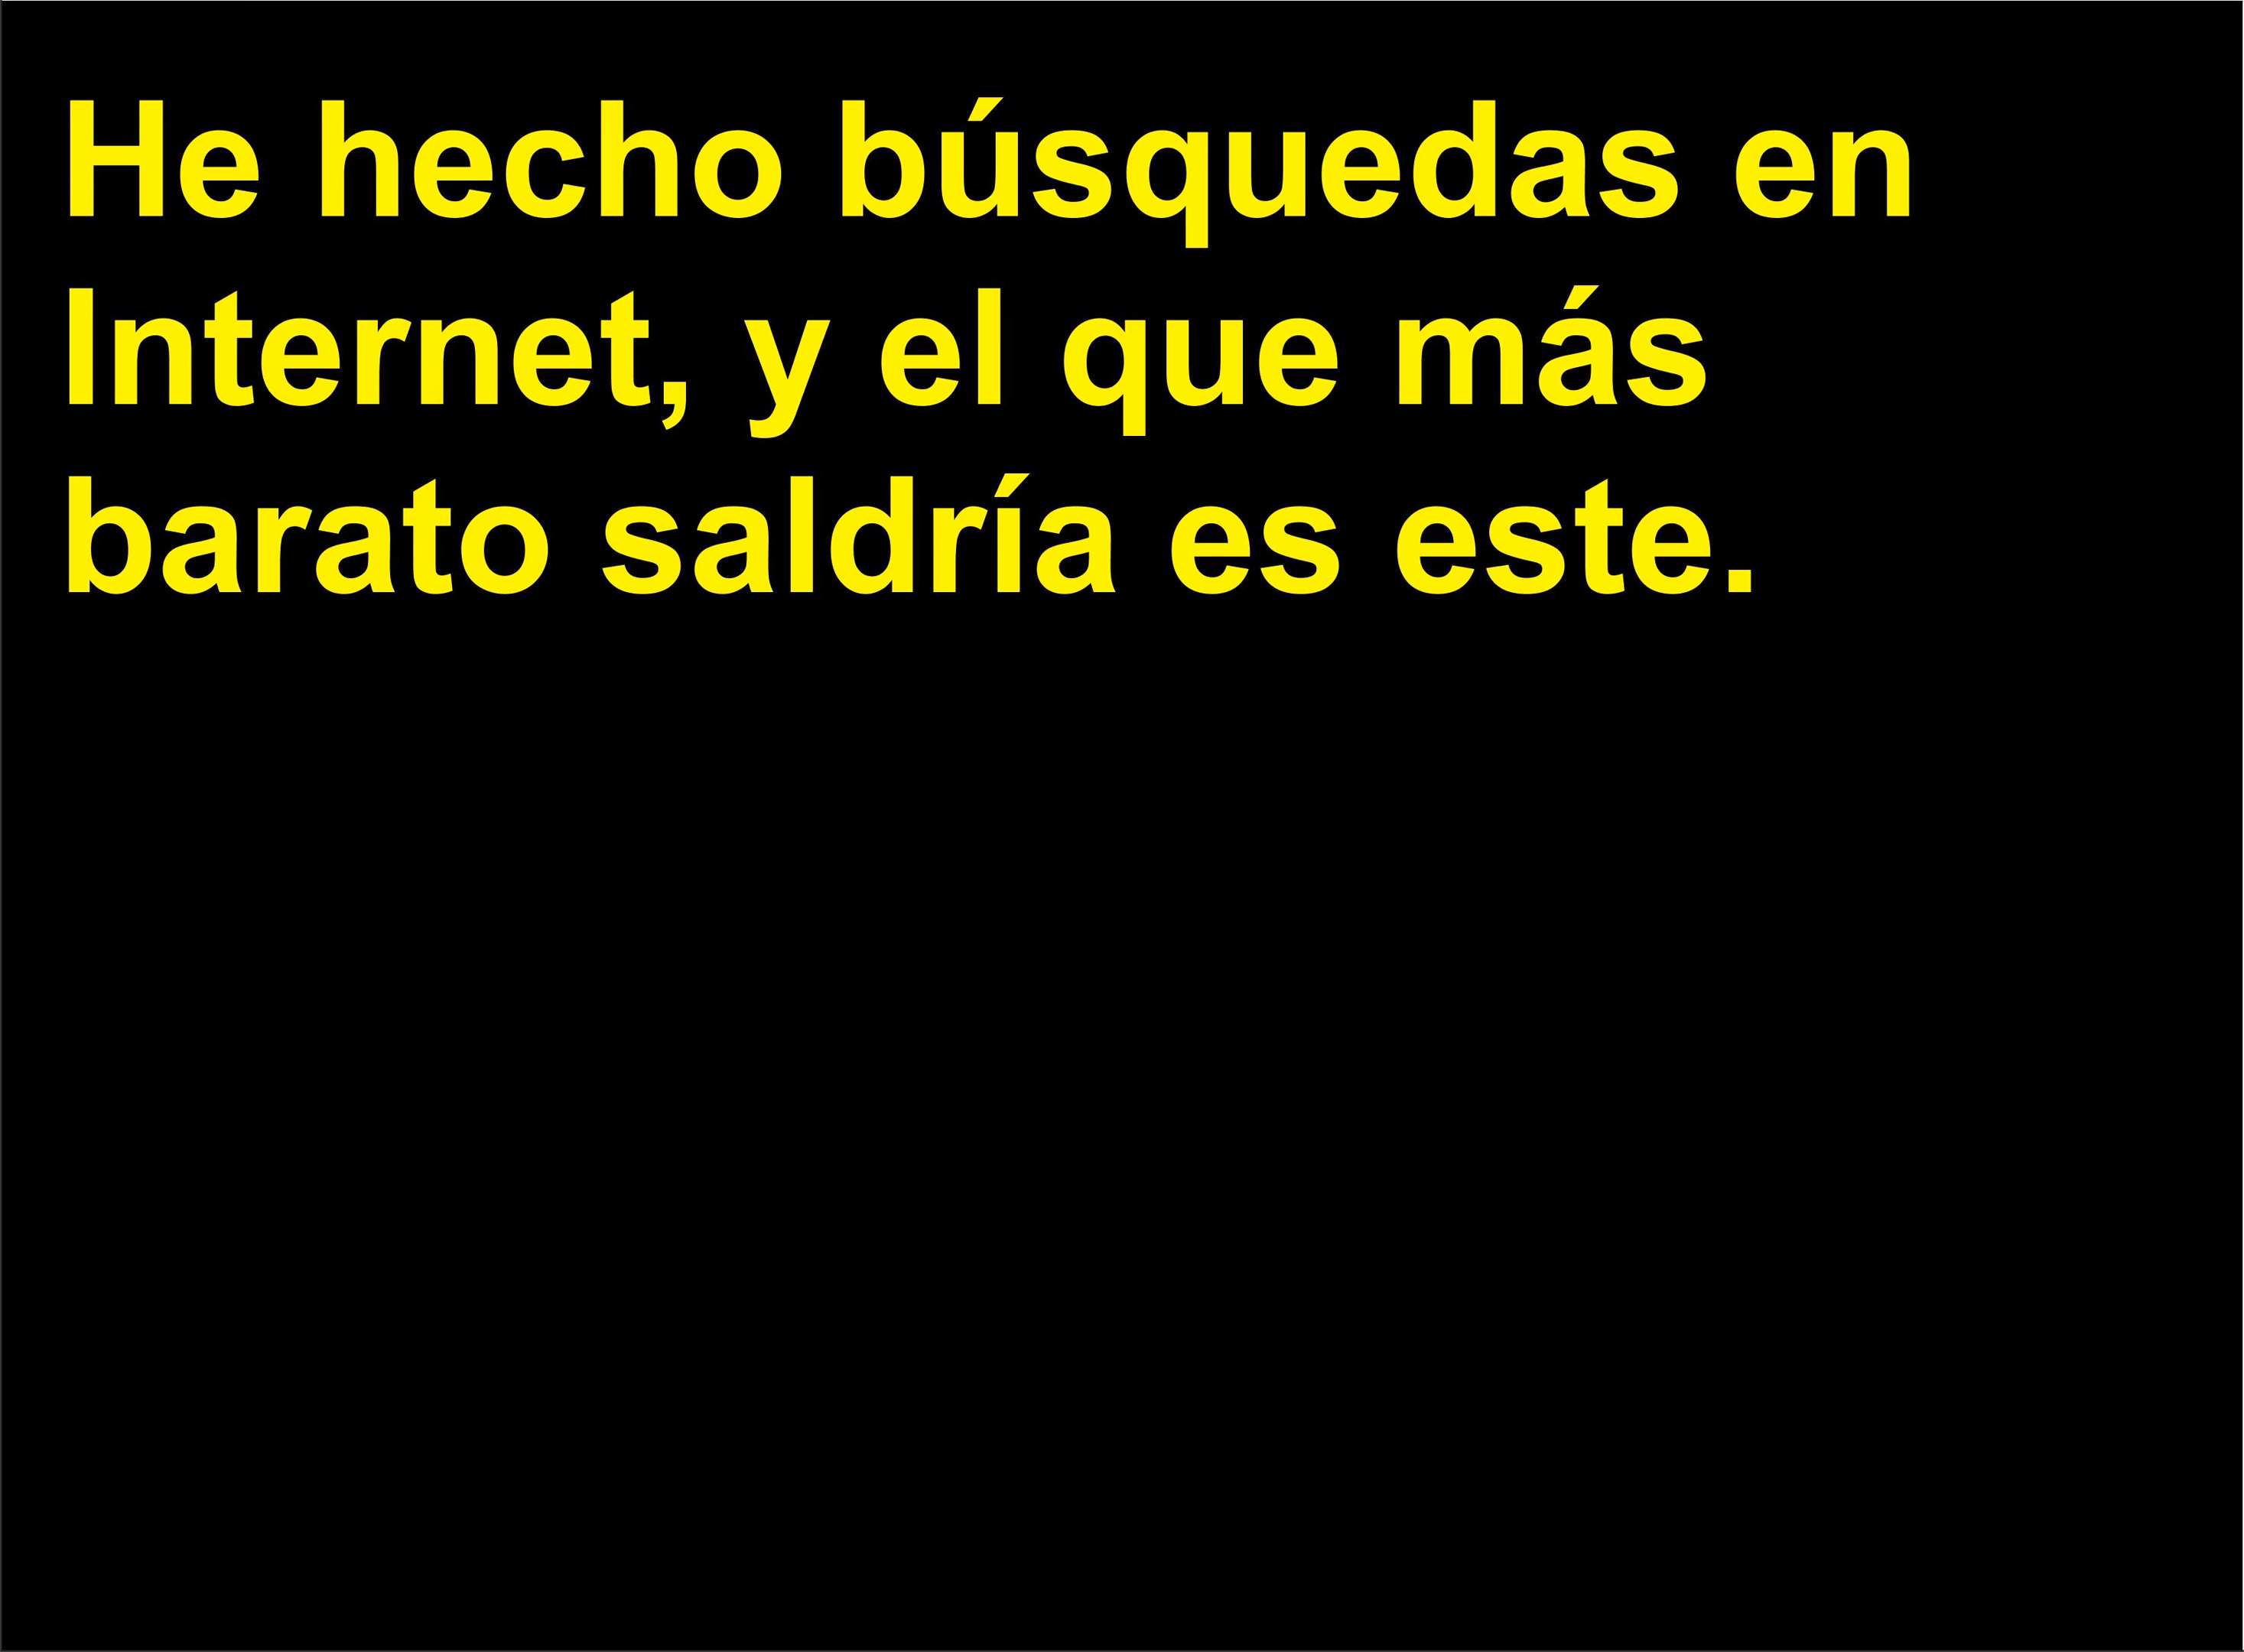 He hecho búsquedas en
Internet, y el que más
barato saldría es este.